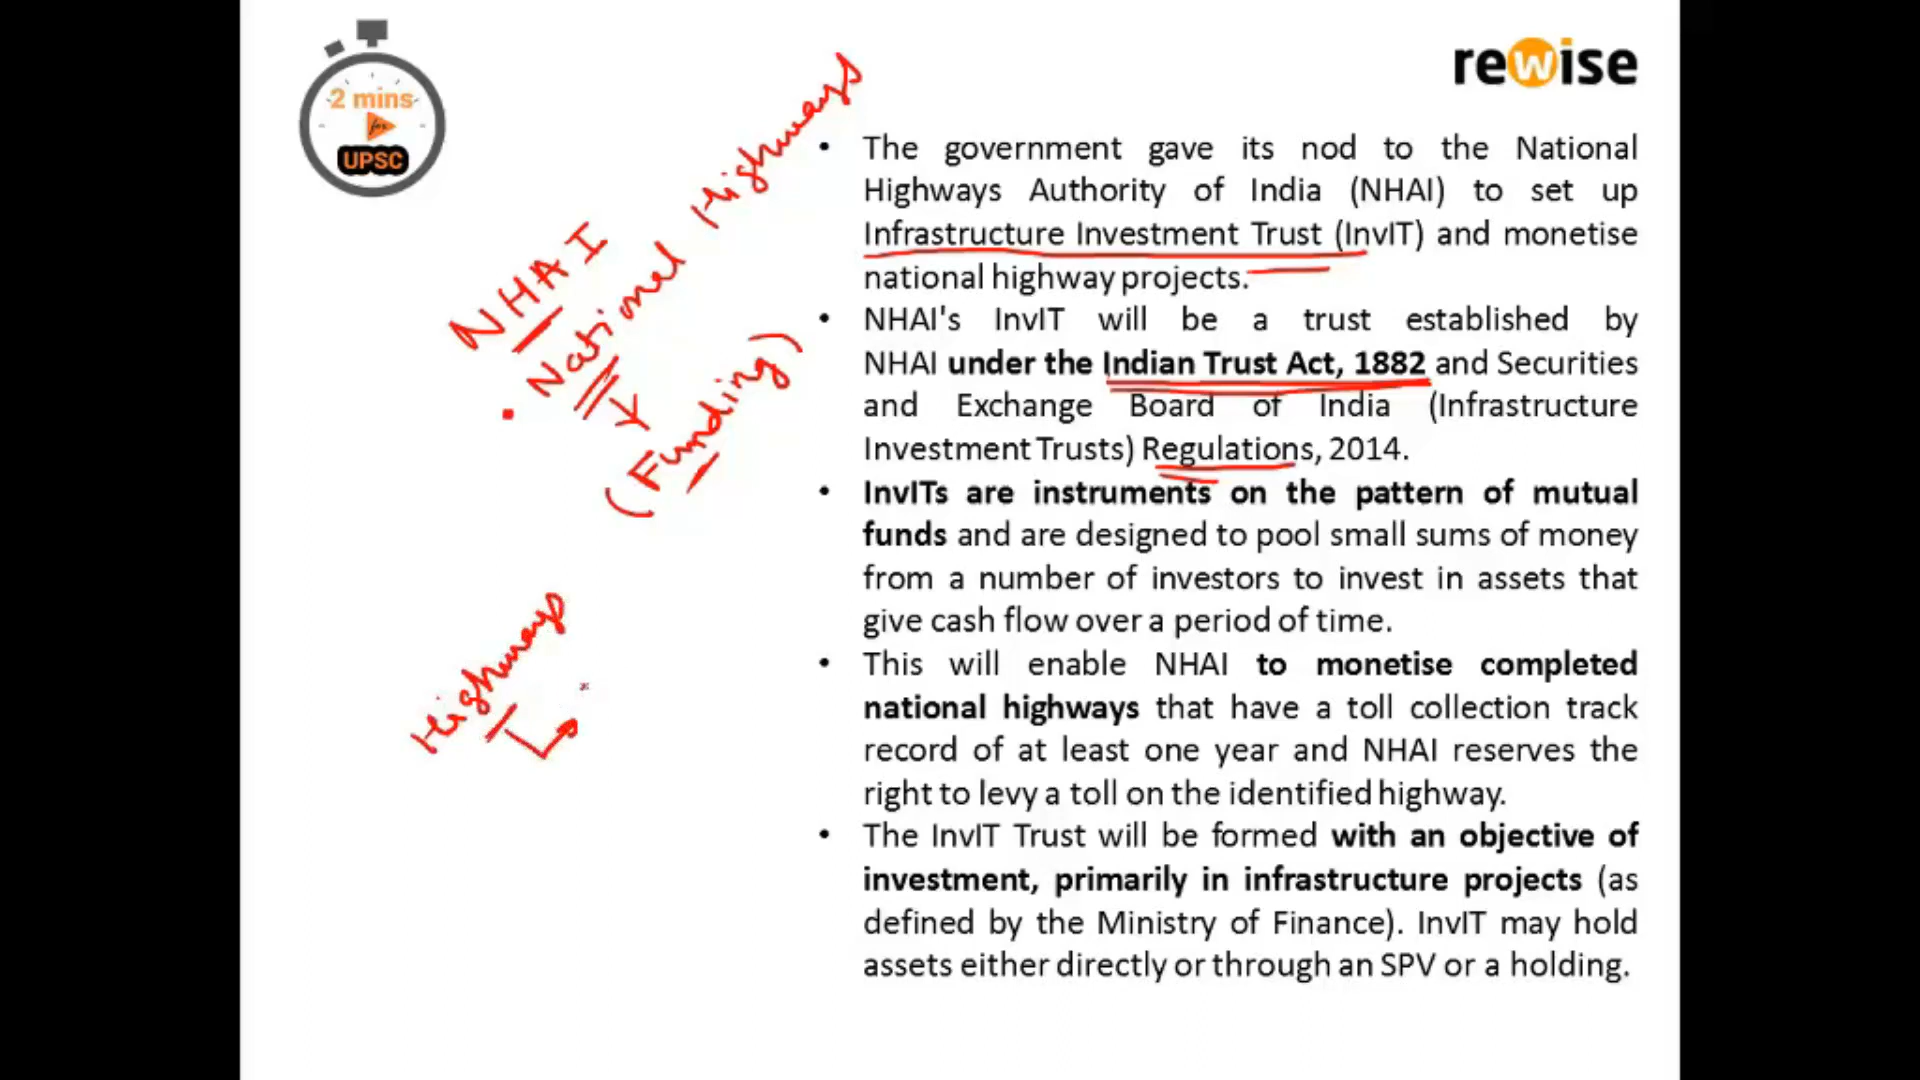 2 mins
for
UPSC
rewise
NHAI
• National Highways
(Funding)
Highways
• The government gave its nod to the National
Highways Authority of India (NHAI) to set up
Infrastructure Investment Trust (InvIT) and monetise
national highway projects.
• NHAI's InvIT will be a trust established by
NHAI under the Indian Trust Act, 1882 and Securities
and Exchange Board of India (Infrastructure
Investment Trusts) Regulations, 2014.
• InvITs are instruments on the pattern of mutual
funds and are designed to pool small sums of money
from a number of investors to invest in assets that
give cash flow over a period of time.
• This will enable NHAI to monetise completed
national highways that have a toll collection track
record of at least one year and NHAI reserves the
right to levy a toll on the identified highway.
• The InvIT Trust will be formed with an objective of
investment, primarily in infrastructure projects (as
defined by the Ministry of Finance). InvIT may hold
assets either directly or through an SPV or a holding.